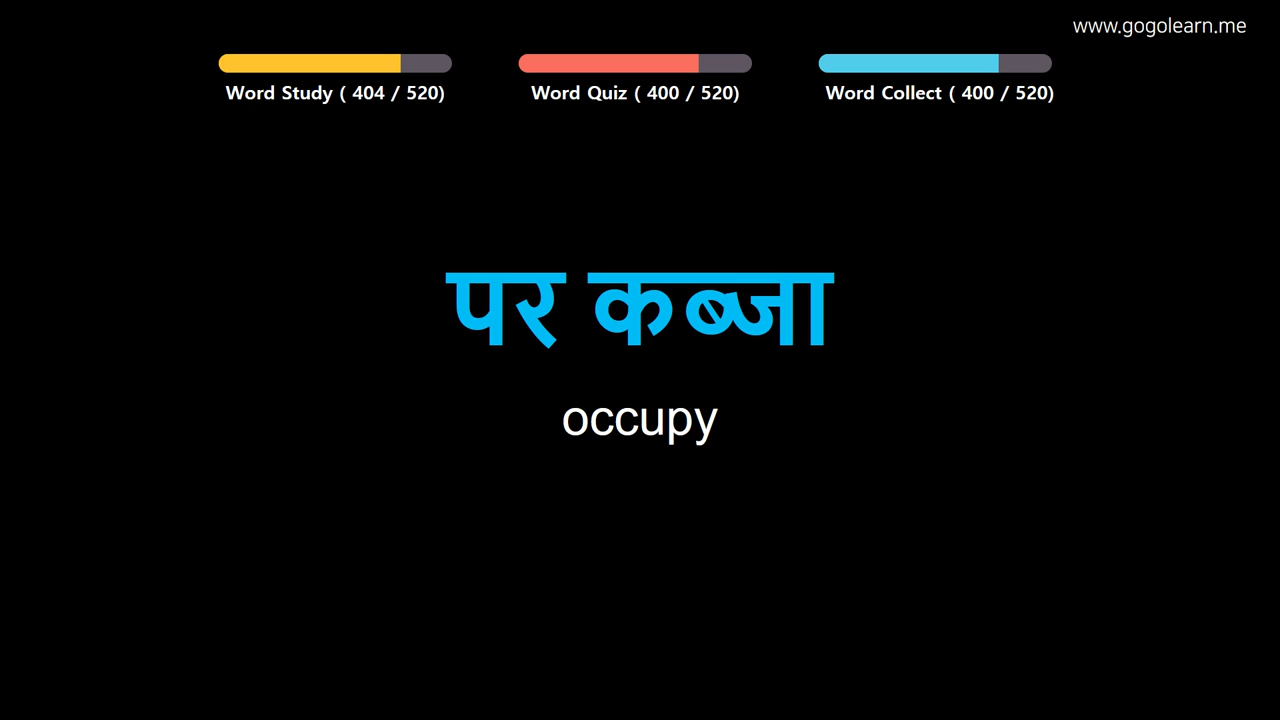 www.gogolearn.me
Word Study ( 404 / 520)
Word Quiz ( 400 / 520)
Word Collect ( 400 / 520)
पर कब्जा
occupy